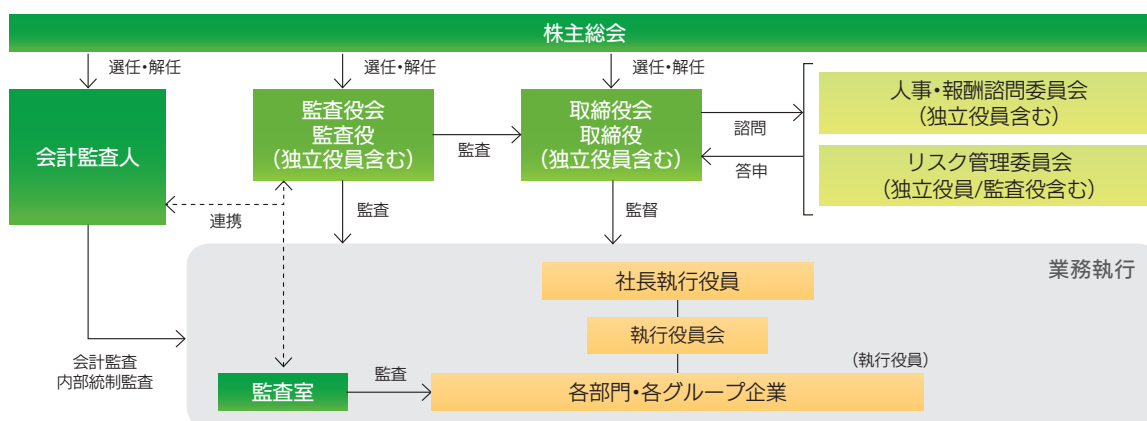 株主総会
選任・解任
選任・解任
選任・解任
会計監査人
監査役会
監査役
(独立役員含む)
監査
取締役会
取締役
(独立役員含む)
諮問
答申
人事・報酬諮問委員会
(独立役員含む)
リスク管理委員会
(独立役員/監査役含む)
連携
監査
監督
業務執行
社長執行役員
執行役員会
(執行役員)
会計監査
内部統制監査
監査室
監査
各部門・各グループ企業